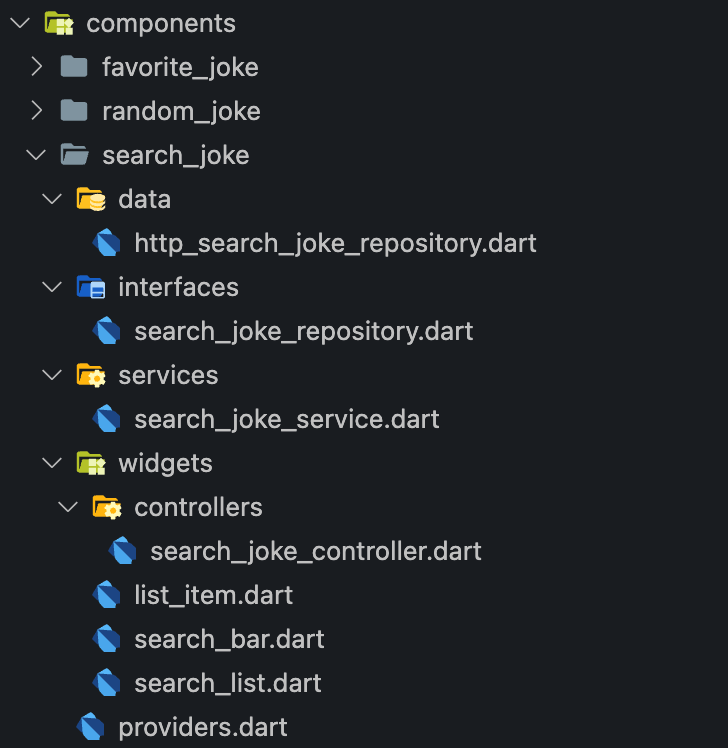 components
favorite_joke
random_joke
search_joke
data
http_search_joke_repository.dart
interfaces
search_joke_repository.dart
services
search_joke_service.dart
widgets
controllers
search_joke_controller.dart
list_item.dart
search_bar.dart
search_list.dart
providers.dart